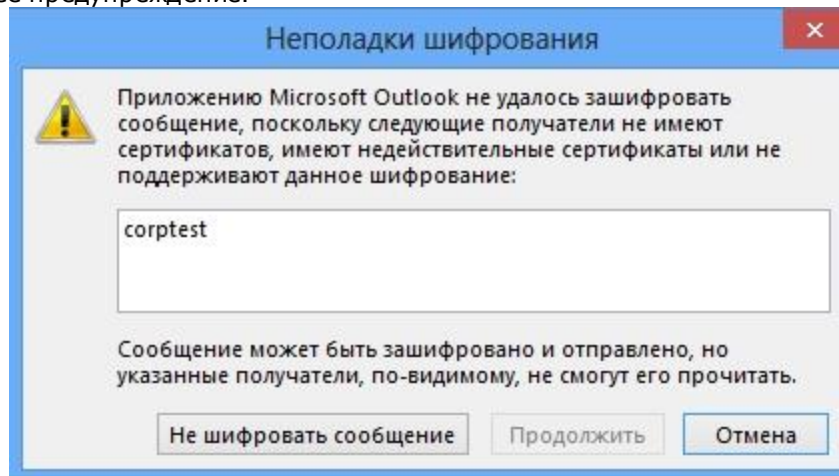 ее предупреждение:
Неполадки шифрования
Приложению Microsoft Outlook не удалось зашифровать
сообщение, поскольку следующие получатели не имеют
сертификатов, имеют недействительные сертификаты или не
поддерживают данное шифрование:
corptest
Сообщение может быть зашифровано и отправлено, но
указанные получатели, по-видимому, не смогут его прочитать.
Не шифровать сообщение Продолжить Отмена